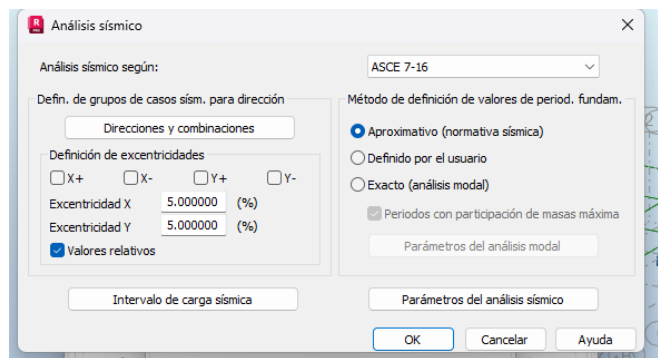 Análisis sísmico
Análisis sísmico según:
ASCE 7-16
Defin. de grupos de casos sísm. para dirección
Direcciones y combinaciones
Definición de excentricidades
X+ X- Y+ Y-
Excentricidad X 5.000000 (%)
Excentricidad Y 5.000000 (%)
Valores relativos
Intervalo de carga sísmica
Método de definición de valores de period. fundam.
Aproximativo (normativa sísmica)
Definido por el usuario
Exacto (análisis modal)
Periodos con participación de masas máxima
Parámetros del análisis modal
Parámetros del análisis sísmico
OK Cancelar Ayuda